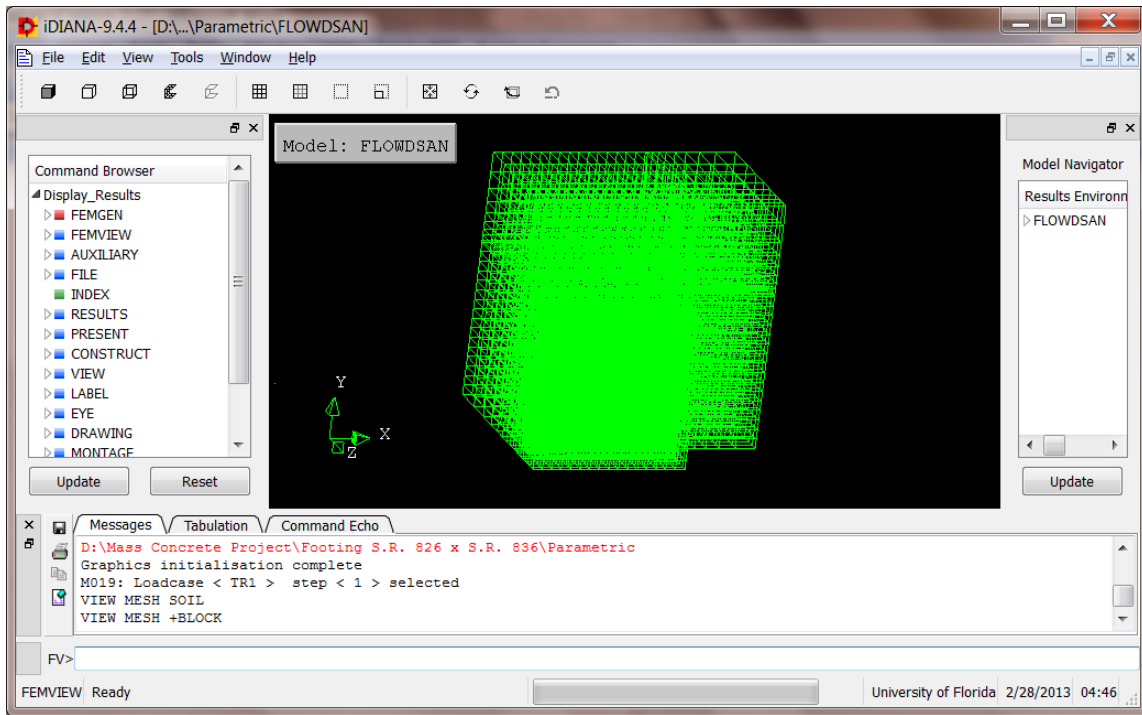 iDIANA-9.4.4 - [D:\...\Parametric\FLOWDSAN]
File Edit View Tools Window Help
Model: FLOWDSAN
Command Browser
Display_Results
FEMGEN
FEMVIEW
AUXILIARY
FILE
INDEX
RESULTS
PRESENT
CONSTRUCT
VIEW
LABEL
EYE
DRAWING
MONTAGE
Update Reset
Y
X
Z
Model Navigator
Results Environn
FLOWDSAN
Update
Messages Tabulation Command Echo
D:\Mass Concrete Project\Footing S.R. 826 x S.R. 836\Parametric
Graphics initialisation complete
M019: Loadcase < TR1 > step < 1 > selected
VIEW MESH SOIL
VIEW MESH +BLOCK
FV>
FEMVIEW Ready University of Florida 2/28/2013 04:46